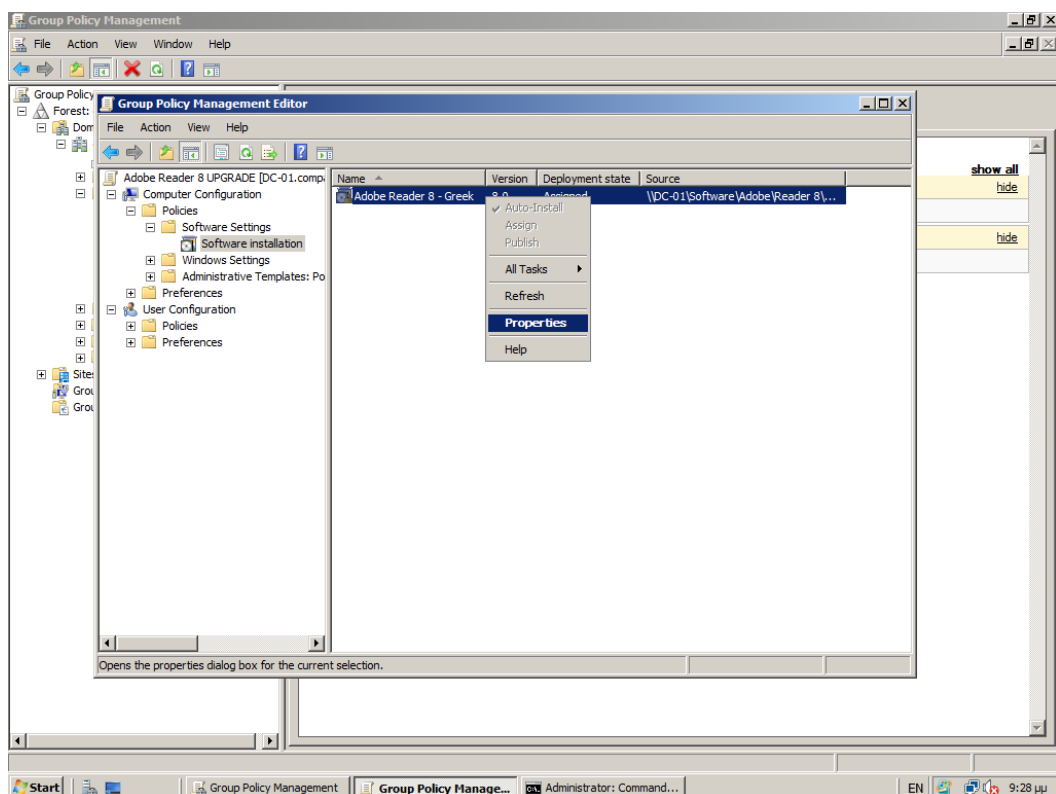 Group Policy Management
File Action View Window Help
Group Policy
Forest:
Dom
Sites
Grou
Grou
Group Policy Management Editor
File Action View Help
Adobe Reader 8 UPGRADE [DC-01.comp
Computer Configuration
Policies
Software Settings
Software installation
Windows Settings
Administrative Templates: Po
Preferences
User Configuration
Policies
Preferences
Name Version Deployment state Source
Adobe Reader 8 - Greek 8.0 Assigned \\DC-01\Software\Adobe\Reader 8\...
Auto-Install
Assign
Publish
All Tasks
Refresh
Properties
Help
show all
hide
hide
Opens the properties dialog box for the current selection.
Start Group Policy Management Group Policy Manage... Administrator: Command... EN 9:28 μμ